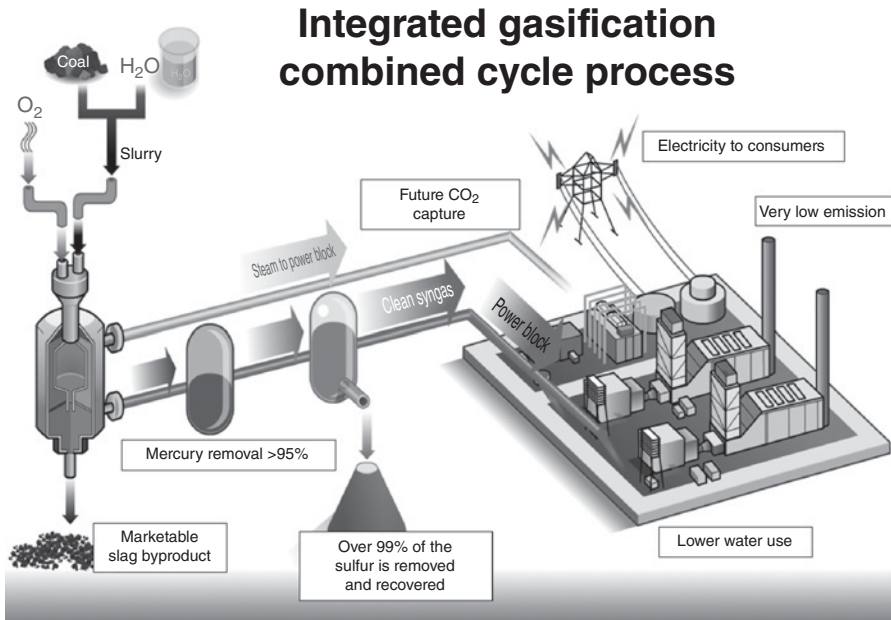 Integrated gasification
combined cycle process
Coal
H₂O
H₂O
O₂
Slurry
Electricity to consumers
Future CO₂
capture
Very low emission
Steam to power block
Clean syngas
Power block
Mercury removal >95%
Marketable
slag byproduct
Over 99% of the
sulfur is removed
and recovered
Lower water use